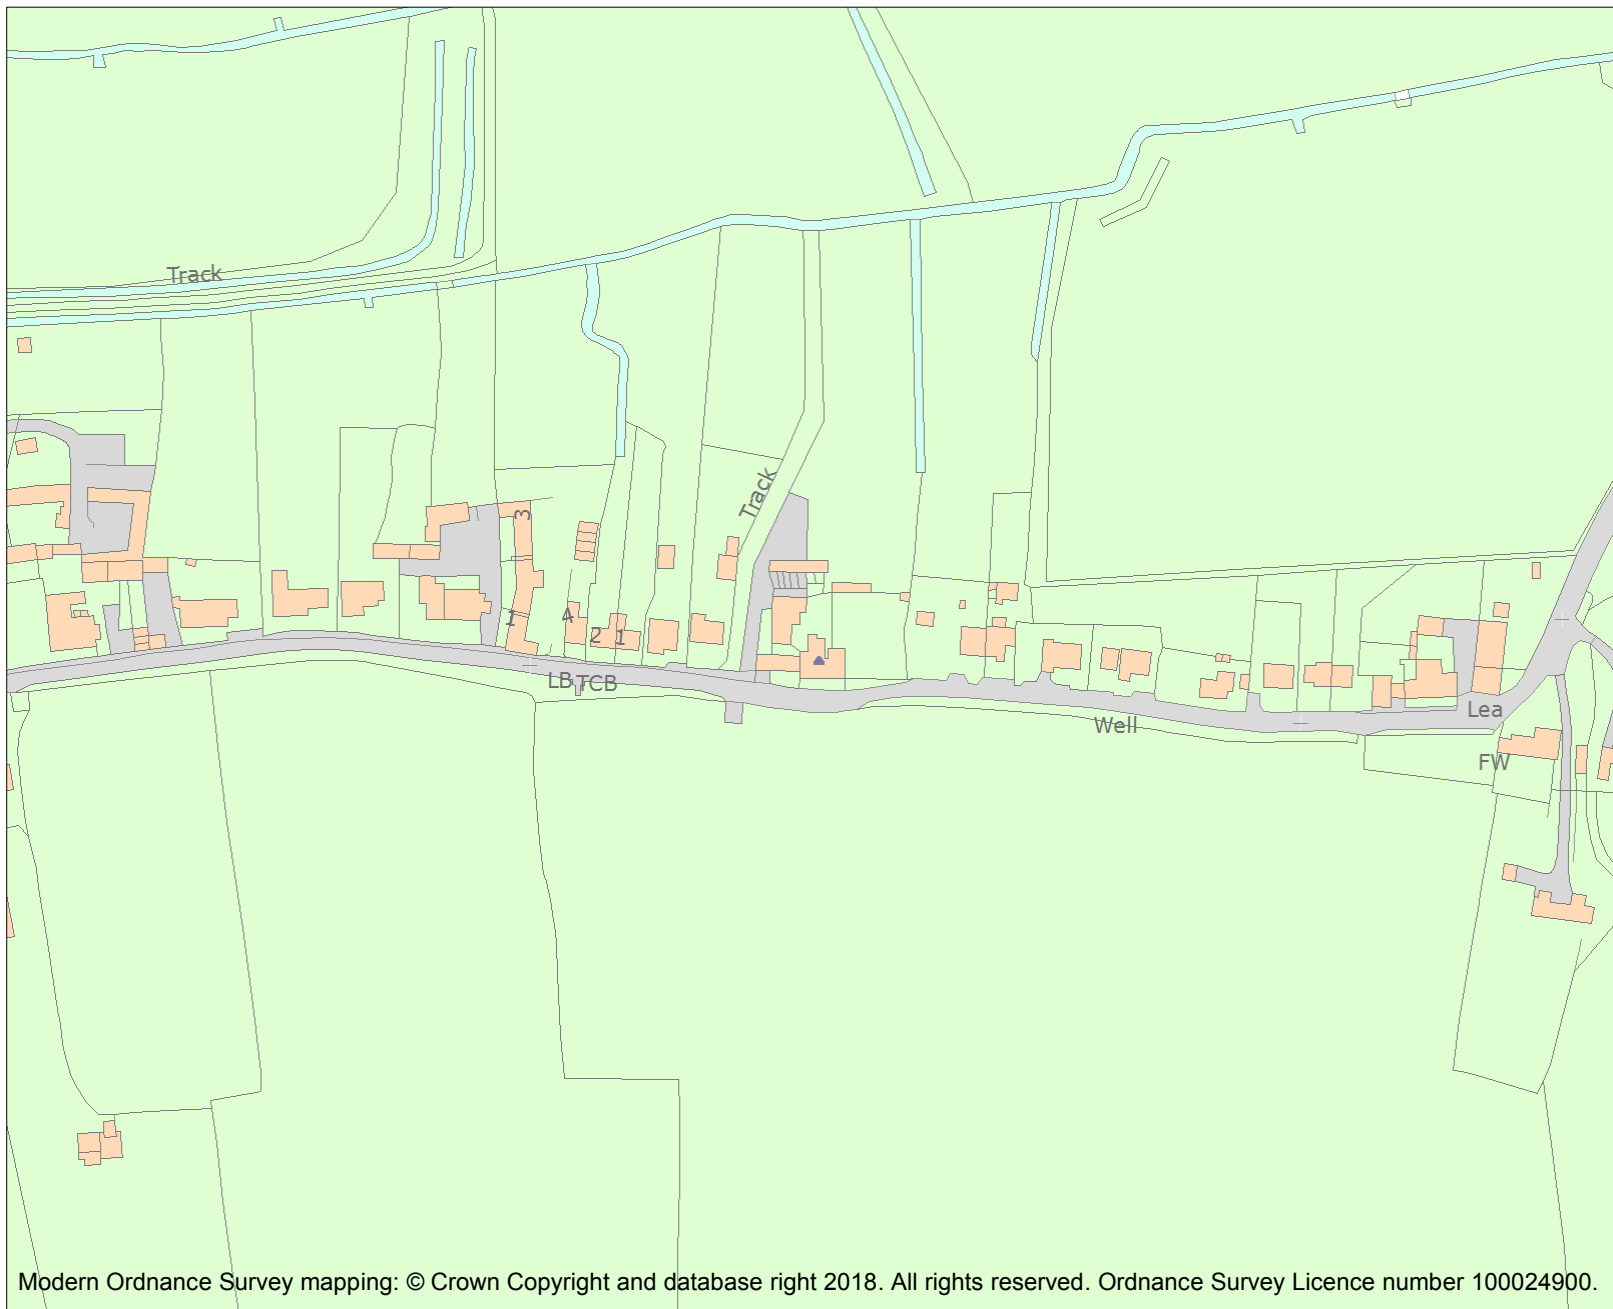 Track
Track
3
1
4
2
1
LB
TCB
Well
Lea
FW
Modern Ordnance Survey mapping: © Crown Copyright and database right 2018. All rights reserved. Ordnance Survey Licence number 100024900.